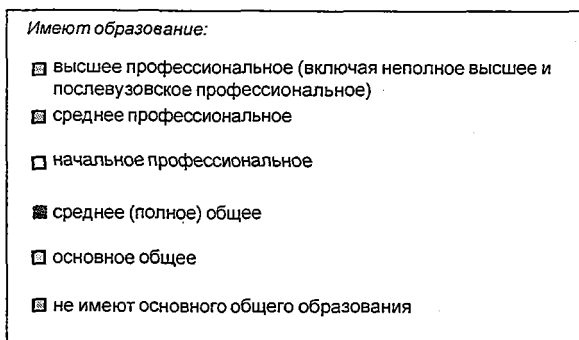 Имеют образование:
высшее профессиональное (включая неполное высшее и
послевузовское профессиональное)
среднее профессиональное
начальное профессиональное
среднее (полное) общее
основное общее
не имеют основного общего образования